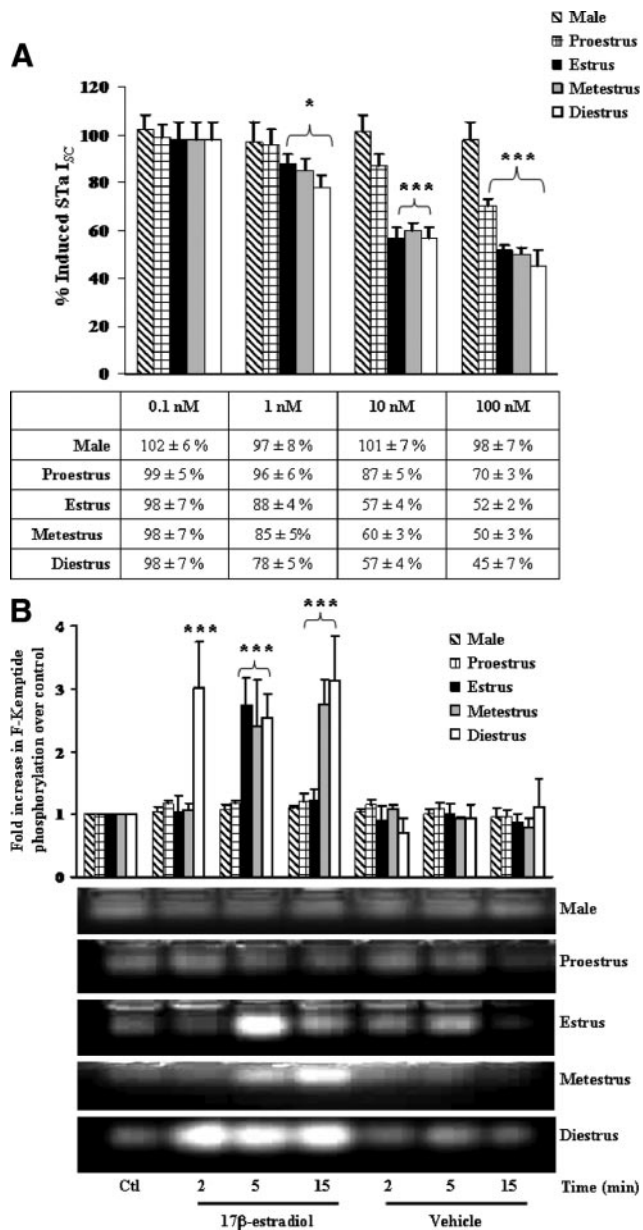 Male
Proestrus
Estrus
Metestrus
Diestrus
A
120
100
80
60
40
20
0
% Induced STa ISC
*
***
***
0.1 nM 1 nM 10 nM 100 nM
Male 102 ± 6 % 97 ± 8 % 101 ± 7 % 98 ± 7 %
Proestrus 99 ± 5 % 96 ± 6 % 87 ± 5 % 70 ± 3 %
Estrus 98 ± 7 % 88 ± 4 % 57 ± 4 % 52 ± 2 %
Metestrus 98 ± 7 % 85 ± 5% 60 ± 3 % 50 ± 3 %
Diestrus 98 ± 7 % 78 ± 5 % 57 ± 4 % 45 ± 7 %
B
Fold increase in F-Kemptide
phosphorylation over control
4
3
2
1
0
***
***
***
Male
Proestrus
Estrus
Metestrus
Diestrus
Male
Proestrus
Estrus
Metestrus
Diestrus
Ctl 2 5 15 2 5 15 Time (min)
17β-estradiol Vehicle